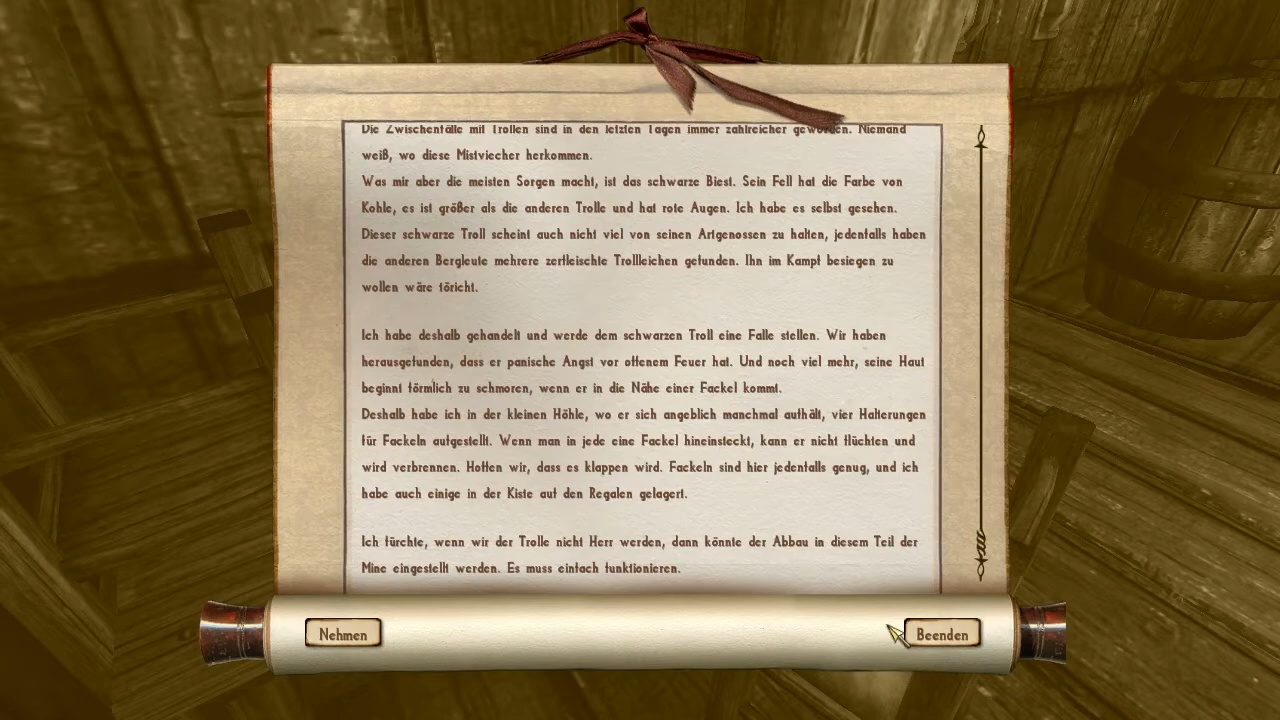 Die Zwischenfälle mit Trollen sind in den letzten Tagen immer zahlreicher geworden. Niemand
weiß, wo diese Mistviecher herkommen.
Was mir aber die meisten Sorgen macht, ist das schwarze Biest. Sein Fell hat die Farbe von
Kohle, es ist größer als die anderen Trolle und hat rote Augen. Ich habe es selbst gesehen.
Dieser schwarze Troll scheint auch nicht viel von seinen Artgenossen zu halten, jedenfalls haben
die anderen Bergleute mehrere zerfleischte Trollleichen gefunden. Ihn im Kampf besiegen zu
wollen wäre töricht.
Ich habe deshalb gehandelt und werde dem schwarzen Troll eine Falle stellen. Wir haben
herausgefunden, dass er panische Angst vor offenem Feuer hat. Und noch viel mehr, seine Haut
beginnt förmlich zu schmoren, wenn er in die Nähe einer Fackel kommt.
Deshalb habe ich in der kleinen Höhle, wo er sich angeblich manchmal aufhält, vier Halterungen
für Fackeln aufgestellt. Wenn man in jede eine Fackel hineinsteckt, kann er nicht flüchten und
wird verbrennen. Hoffen wir, dass es klappen wird. Fackeln sind hier jedenfalls genug, und ich
habe auch einige in der Kiste auf den Regalen gelagert.
Ich fürchte, wenn wir der Trolle nicht Herr werden, dann könnte der Abbau in diesem Teil der
Mine eingestellt werden. Es muss einfach funktionieren.
Nehmen
Beenden